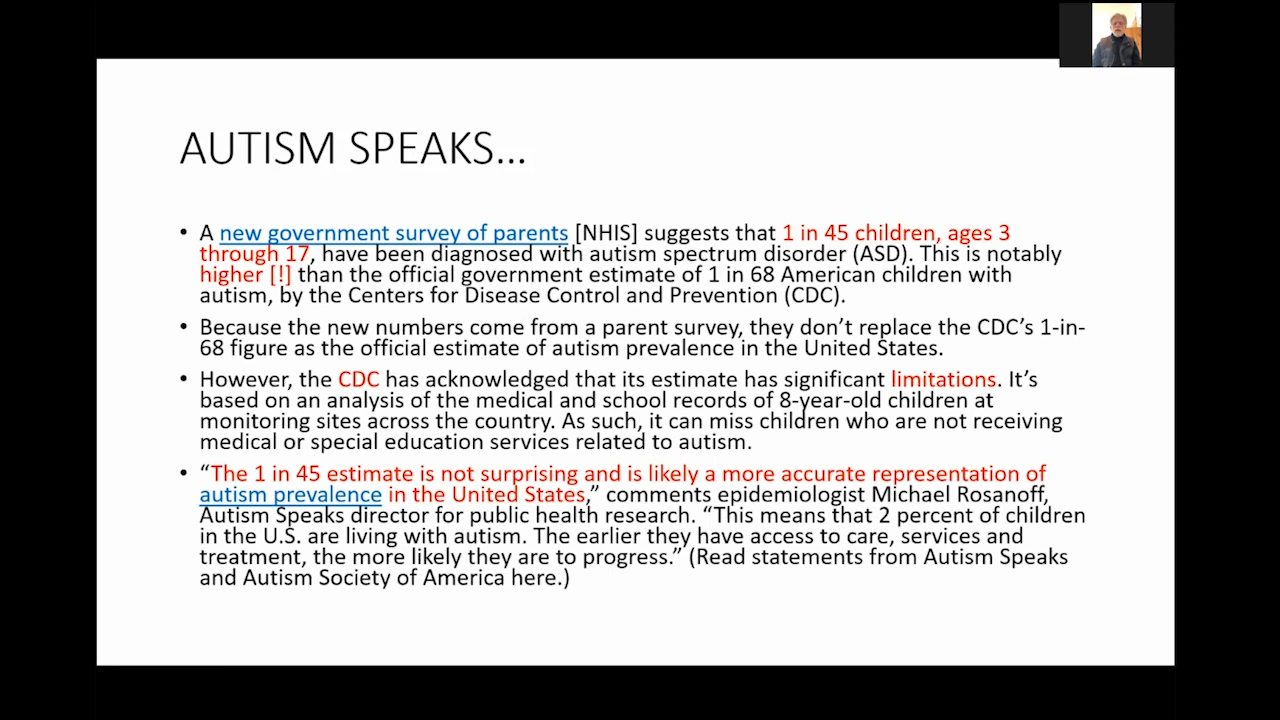 AUTISM SPEAKS...
• A new government survey of parents [NHIS] suggests that 1 in 45 children, ages 3
through 17, have been diagnosed with autism spectrum disorder (ASD). This is notably
higher [!] than the official government estimate of 1 in 68 American children with
autism, by the Centers for Disease Control and Prevention (CDC).
• Because the new numbers come from a parent survey, they don’t replace the CDC’s 1-in-
68 figure as the official estimate of autism prevalence in the United States.
• However, the CDC has acknowledged that its estimate has significant limitations. It’s
based on an analysis of the medical and school records of 8-year-old children at
monitoring sites across the country. As such, it can miss children who are not receiving
medical or special education services related to autism.
• “The 1 in 45 estimate is not surprising and is likely a more accurate representation of
autism prevalence in the United States,” comments epidemiologist Michael Rosanoff,
Autism Speaks director for public health research. “This means that 2 percent of children
in the U.S. are living with autism. The earlier they have access to care, services and
treatment, the more likely they are to progress.” (Read statements from Autism Speaks
and Autism Society of America here.)